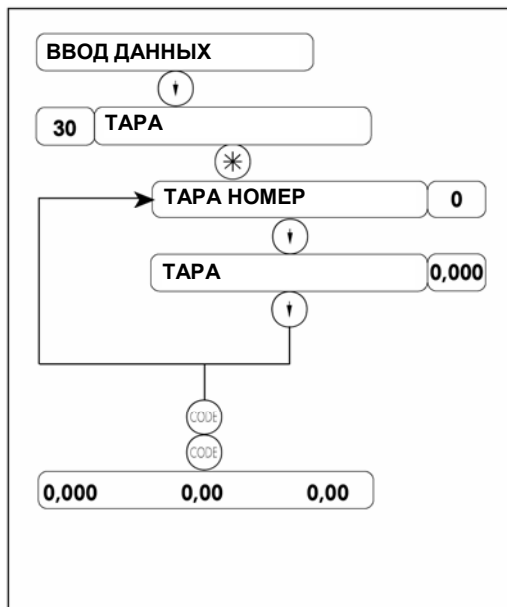 ВВОД ДАННЫХ
30 ТАРА
ТАРА НОМЕР 0
ТАРА 0,000
CODE
CODE
0,000 0,00 0,00